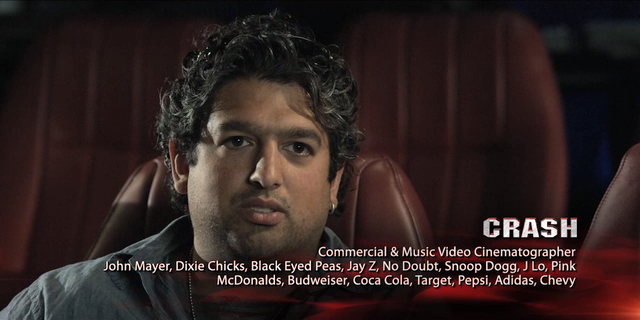 CRASH
Commercial & Music Video Cinematographer
John Mayer, Dixie Chicks, Black Eyed Peas, Jay Z, No Doubt, Snoop Dogg, J Lo, Pink
McDonalds, Budweiser, Coca Cola, Target, Pepsi, Adidas, Chevy